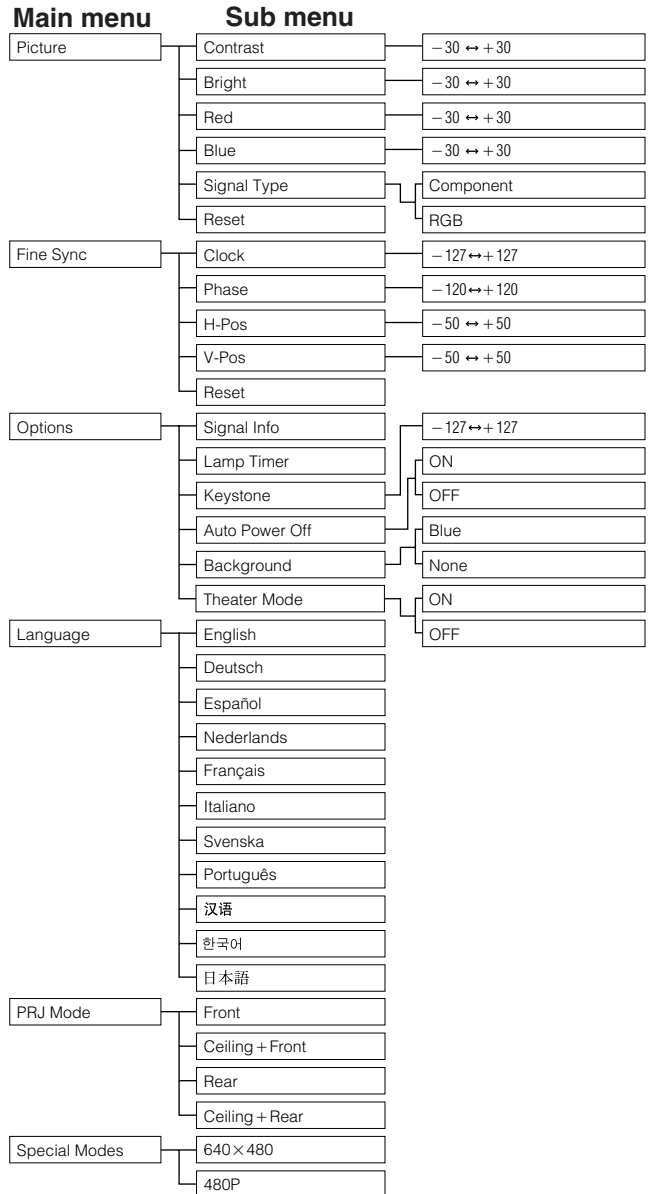 Main menu Sub menu
Picture Contrast −30 ↔ +30
Bright −30 ↔ +30
Red −30 ↔ +30
Blue −30 ↔ +30
Signal Type Component
Reset RGB
Fine Sync Clock −127↔+127
Phase −120↔+120
H-Pos −50 ↔ +50
V-Pos −50 ↔ +50
Reset
Options Signal Info −127↔+127
Lamp Timer ON
Keystone OFF
Auto Power Off Blue
Background None
Theater Mode ON
Language English OFF
Deutsch
Español
Nederlands
Français
Italiano
Svenska
Português
汉语
한국어
日本語
PRJ Mode Front
Ceiling+Front
Rear
Ceiling+Rear
Special Modes 640×480
480P